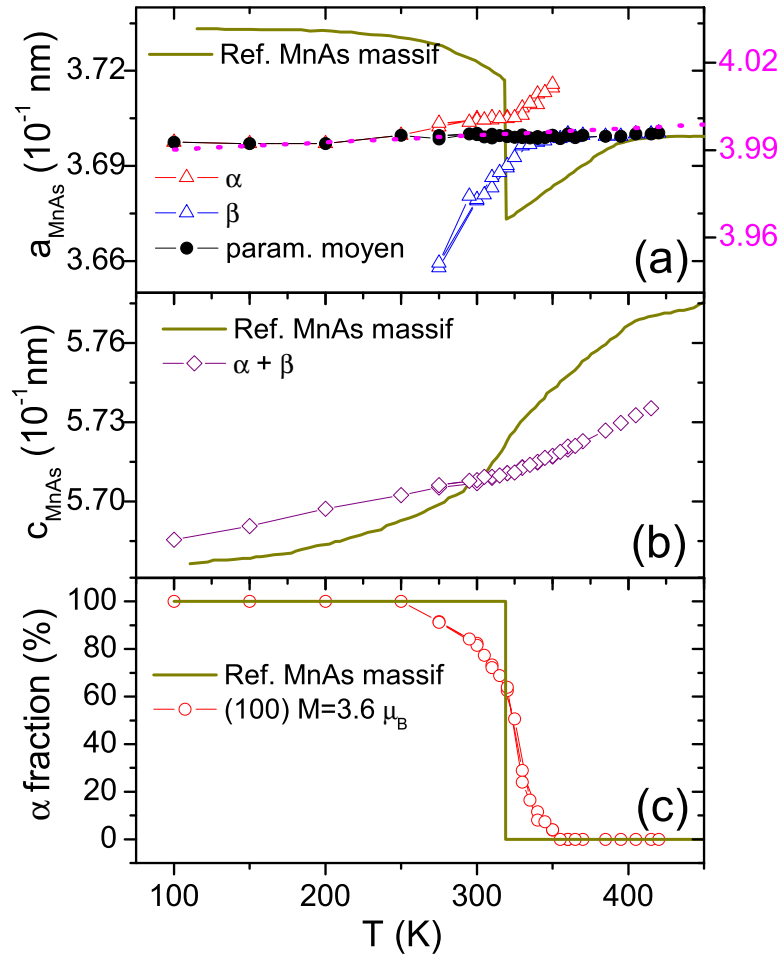 Ref. MnAs massif
4.02
3.72
a_MnAs (10⁻¹ nm)
3.69
3.99
α
β
3.96
param. moyen
3.66
(a)
Ref. MnAs massif
5.76
α + β
c_MnAs (10⁻¹nm)
5.73
5.70
(b)
100
α fraction (%)
80
Ref. MnAs massif
60
(100) M=3.6 μ_B
40
20
(c)
0
100
200
300
400
T (K)